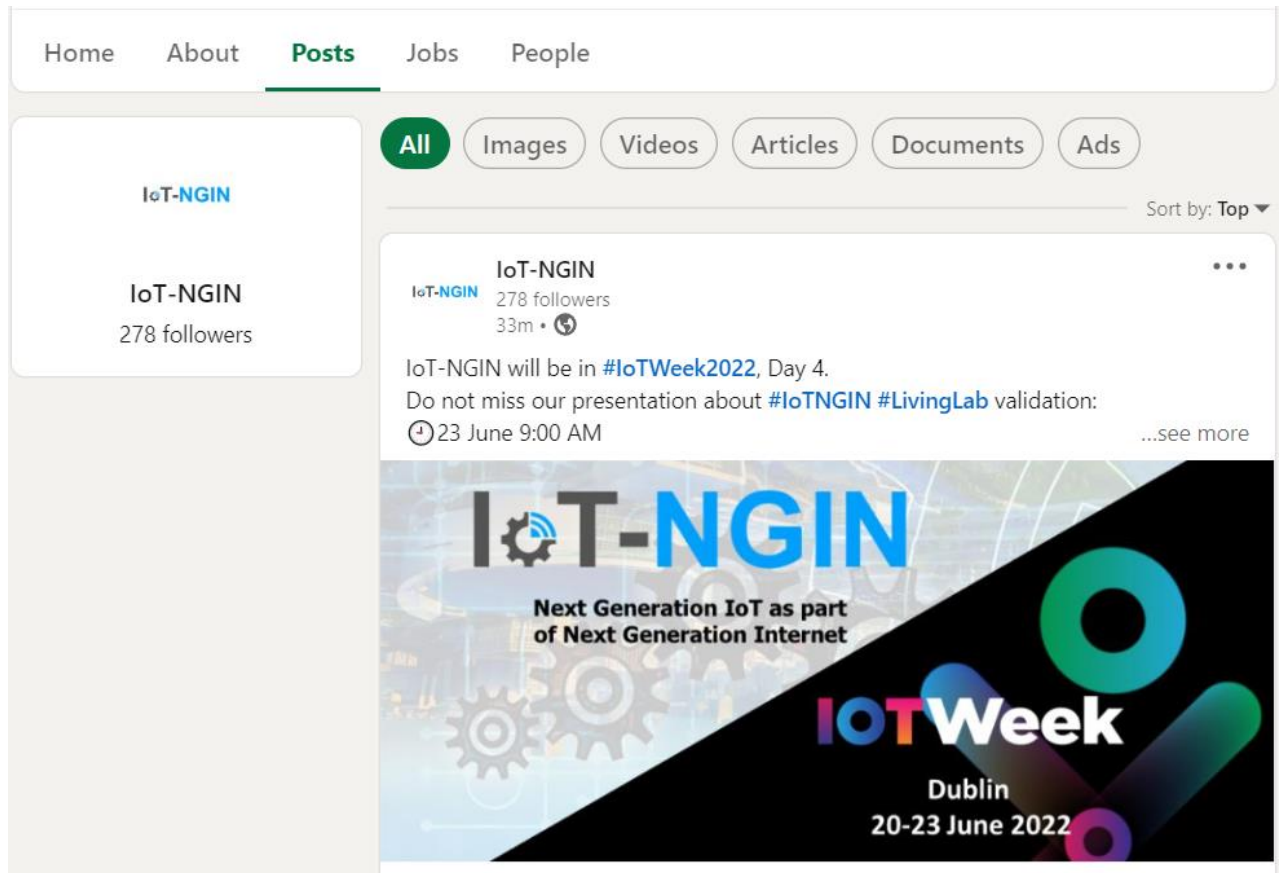 Home About Posts Jobs People
All Images Videos Articles Documents Ads
Sort by: Top
IoT-NGIN
IoT-NGIN
278 followers
IoT-NGIN
IoT-NGIN
278 followers
33m •
IoT-NGIN will be in #IoTWeek2022, Day 4.
Do not miss our presentation about #IoTNGIN #LivingLab validation:
23 June 9:00 AM
...see more
IoT-NGIN
Next Generation IoT as part
of Next Generation Internet
IOTWeek
Dublin
20-23 June 2022